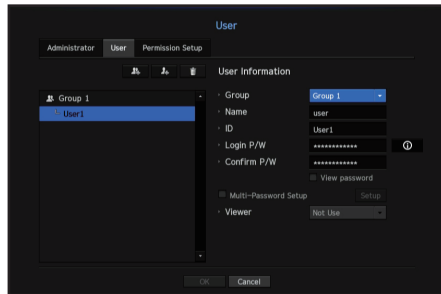 User
Administrator User Permission Setup
User Information
Group 1
User1
Group Group 1
Name user
ID User1
Login P/W ************
Confirm P/W ************
View password
Multi-Password Setup Setup
Viewer Not Use
OK Cancel